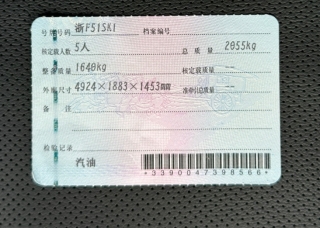 号牌号码 浙F515K1 档案编号
核定载人数 5人 总质量 2055kg
整备质量 1640kg 核定载质量 --
外廓尺寸 4924×1883×1453mm 准牵引总质量 --
备注
检验记录
汽油
*3390047398566*